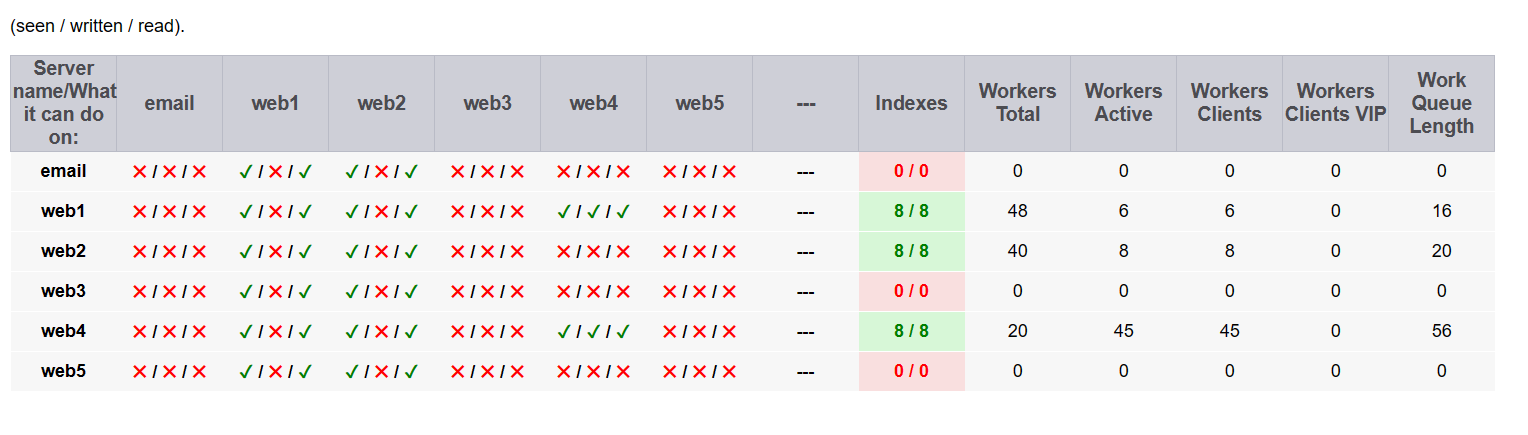 (seen / written / read).
Server name/What it can do on: email web1 web2 web3 web4 web5 --- Indexes Workers Total Workers Active Workers Clients Workers Clients VIP Work Queue Length
email ✕ / ✕ / ✕ ✓ / ✕ / ✓ ✓ / ✕ / ✓ ✕ / ✕ / ✕ ✕ / ✕ / ✕ ✕ / ✕ / ✕ --- 0 / 0 0 0 0 0 0
web1 ✕ / ✕ / ✕ ✓ / ✕ / ✓ ✓ / ✕ / ✓ ✕ / ✕ / ✕ ✓ / ✓ / ✓ ✕ / ✕ / ✕ --- 8 / 8 48 6 6 0 16
web2 ✕ / ✕ / ✕ ✓ / ✕ / ✓ ✓ / ✕ / ✓ ✕ / ✕ / ✕ ✕ / ✕ / ✕ ✕ / ✕ / ✕ --- 8 / 8 40 8 8 0 20
web3 ✕ / ✕ / ✕ ✓ / ✕ / ✓ ✓ / ✕ / ✓ ✕ / ✕ / ✕ ✕ / ✕ / ✕ ✕ / ✕ / ✕ --- 0 / 0 0 0 0 0 0
web4 ✕ / ✕ / ✕ ✓ / ✕ / ✓ ✓ / ✕ / ✓ ✕ / ✕ / ✕ ✓ / ✓ / ✓ ✕ / ✕ / ✕ --- 8 / 8 20 45 45 0 56
web5 ✕ / ✕ / ✕ ✓ / ✕ / ✓ ✓ / ✕ / ✓ ✕ / ✕ / ✕ ✕ / ✕ / ✕ ✕ / ✕ / ✕ --- 0 / 0 0 0 0 0 0